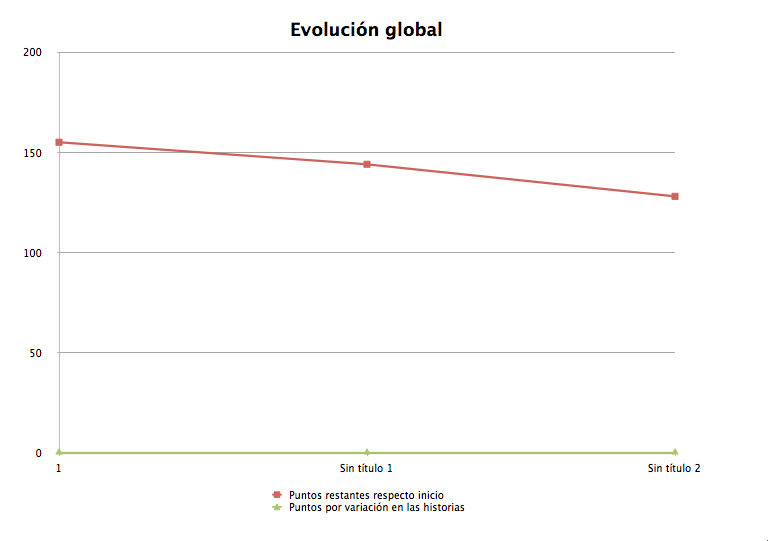 Evolución global
200
150
100
50
0
1 Sin título 1 Sin título 2
Puntos restantes respecto inicio
Puntos por variación en las historias